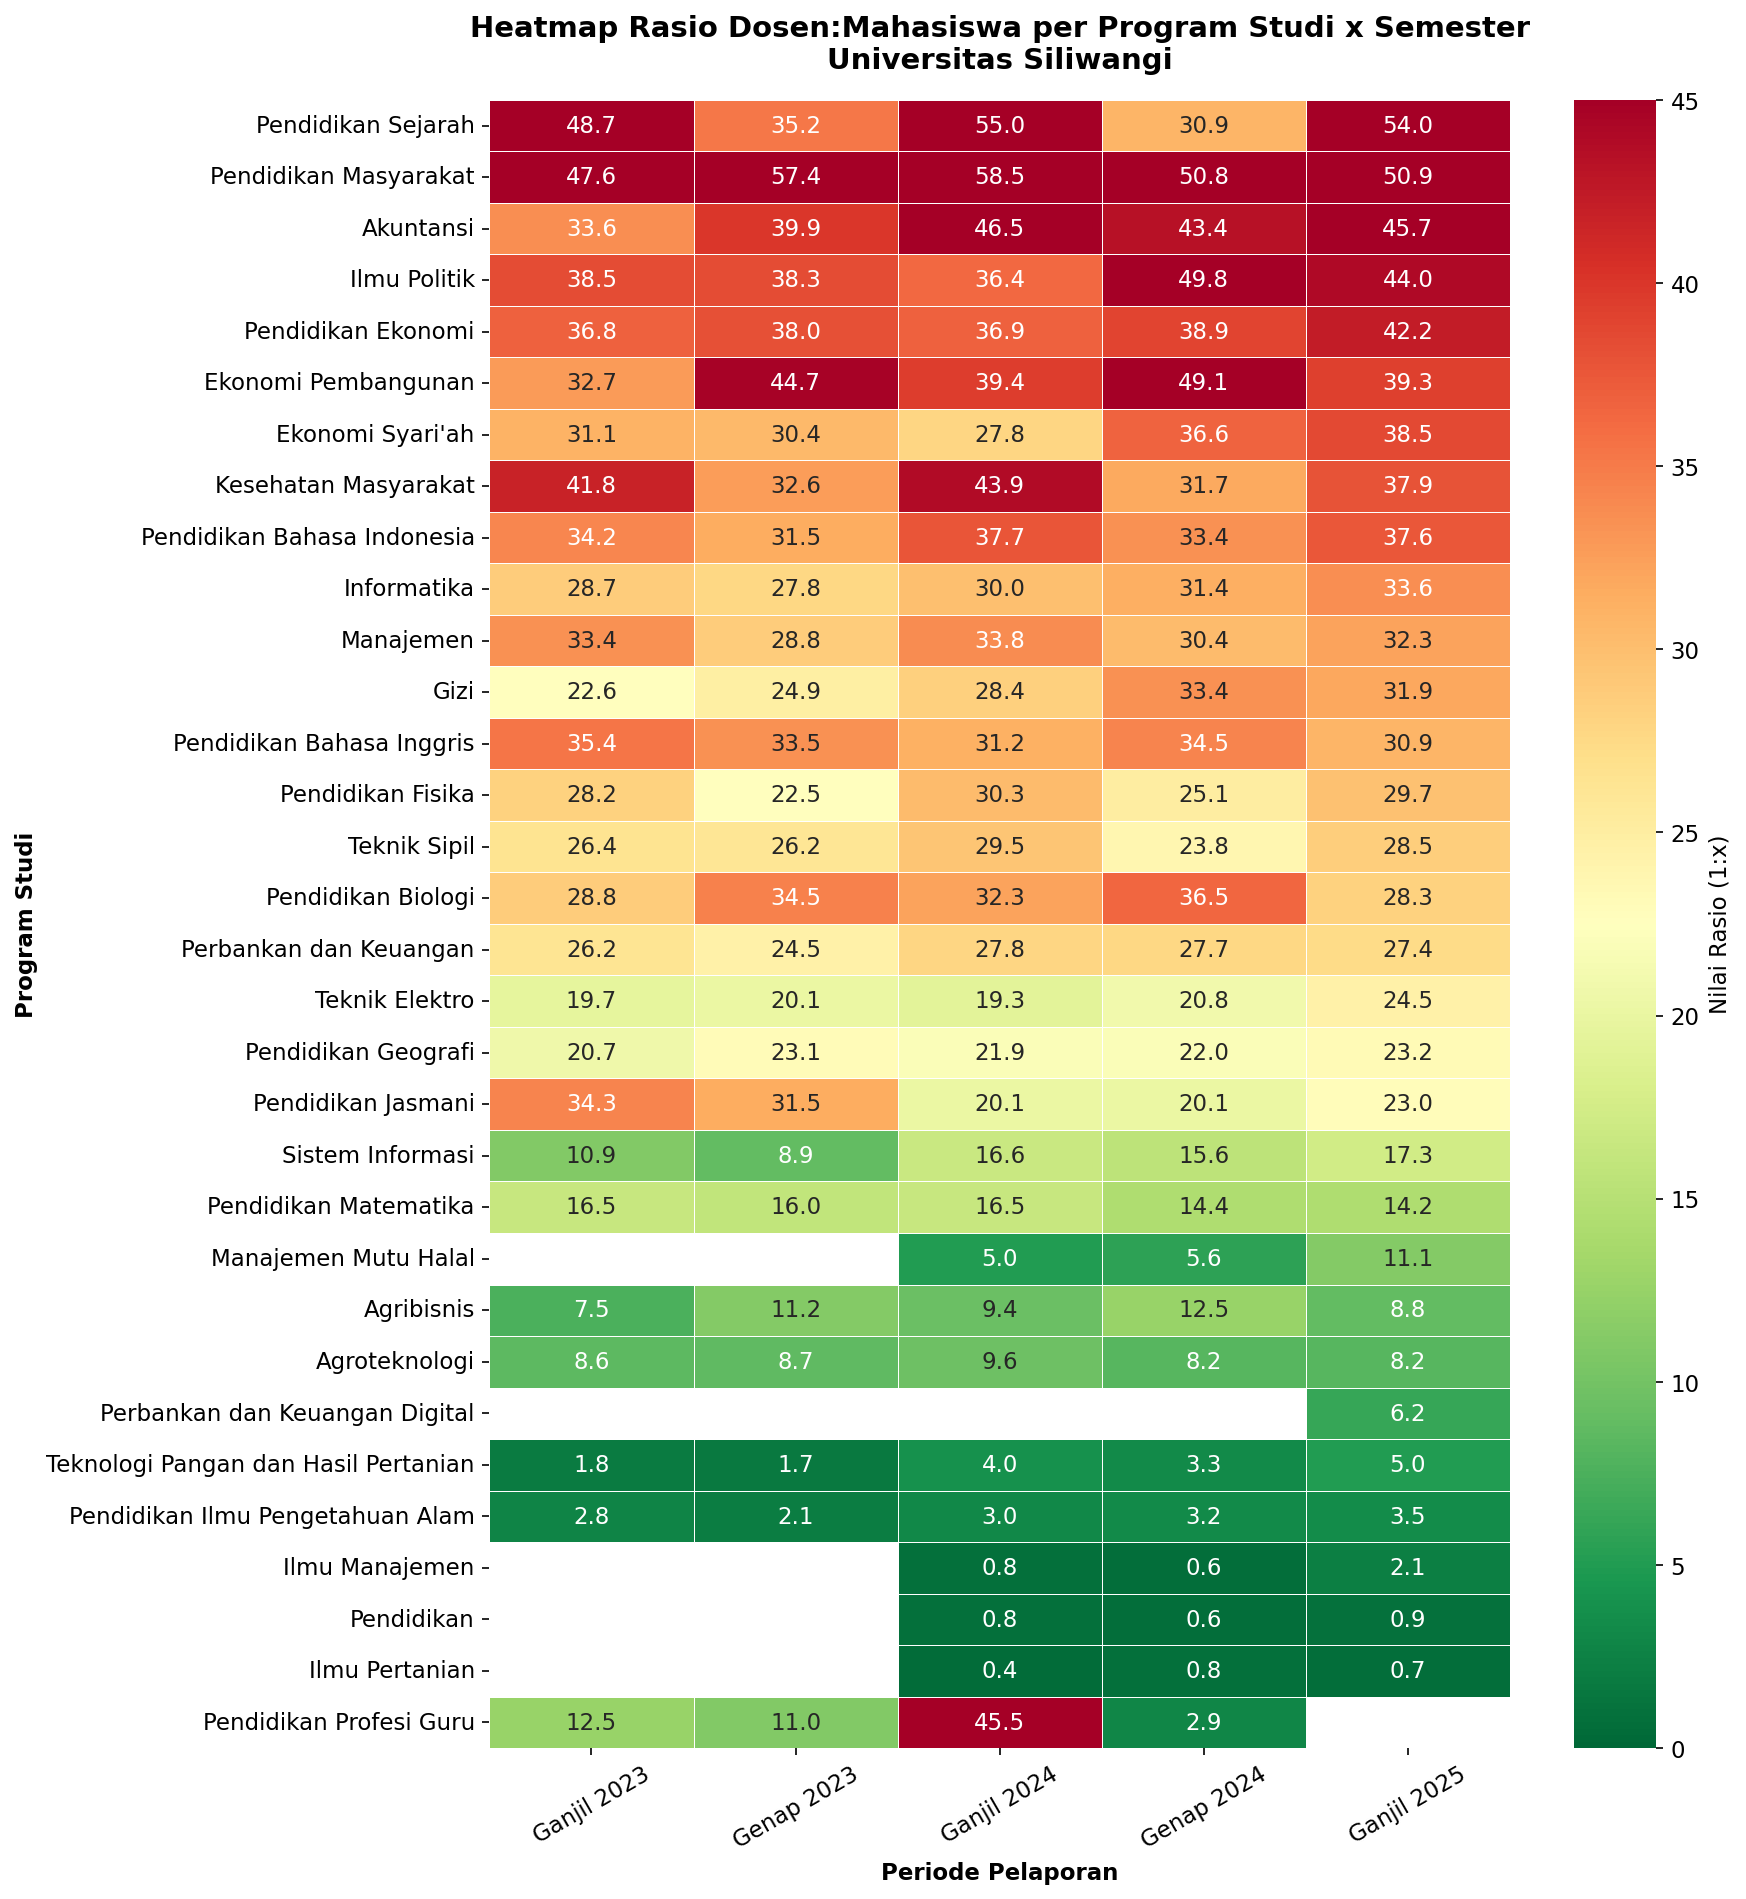 Heatmap Rasio Dosen:Mahasiswa per Program Studi x Semester
Universitas Siliwangi
Program Studi
Pendidikan Sejarah 48.7 35.2 55.0 30.9 54.0
Pendidikan Masyarakat 47.6 57.4 58.5 50.8 50.9
Akuntansi 33.6 39.9 46.5 43.4 45.7
Ilmu Politik 38.5 38.3 36.4 49.8 44.0
Pendidikan Ekonomi 36.8 38.0 36.9 38.9 42.2
Ekonomi Pembangunan 32.7 44.7 39.4 49.1 39.3
Ekonomi Syari'ah 31.1 30.4 27.8 36.6 38.5
Kesehatan Masyarakat 41.8 32.6 43.9 31.7 37.9
Pendidikan Bahasa Indonesia 34.2 31.5 37.7 33.4 37.6
Informatika 28.7 27.8 30.0 31.4 33.6
Manajemen 33.4 28.8 33.8 30.4 32.3
Gizi 22.6 24.9 28.4 33.4 31.9
Pendidikan Bahasa Inggris 35.4 33.5 31.2 34.5 30.9
Pendidikan Fisika 28.2 22.5 30.3 25.1 29.7
Teknik Sipil 26.4 26.2 29.5 23.8 28.5
Pendidikan Biologi 28.8 34.5 32.3 36.5 28.3
Perbankan dan Keuangan 26.2 24.5 27.8 27.7 27.4
Teknik Elektro 19.7 20.1 19.3 20.8 24.5
Pendidikan Geografi 20.7 23.1 21.9 22.0 23.2
Pendidikan Jasmani 34.3 31.5 20.1 20.1 23.0
Sistem Informasi 10.9 8.9 16.6 15.6 17.3
Pendidikan Matematika 16.5 16.0 16.5 14.4 14.2
Manajemen Mutu Halal 5.0 5.6 11.1
Agribisnis 7.5 11.2 9.4 12.5 8.8
Agroteknologi 8.6 8.7 9.6 8.2 8.2
Perbankan dan Keuangan Digital 6.2
Teknologi Pangan dan Hasil Pertanian 1.8 1.7 4.0 3.3 5.0
Pendidikan Ilmu Pengetahuan Alam 2.8 2.1 3.0 3.2 3.5
Ilmu Manajemen 0.8 0.6 2.1
Pendidikan 0.8 0.6 0.9
Ilmu Pertanian 0.4 0.8 0.7
Pendidikan Profesi Guru 12.5 11.0 45.5 2.9
Ganjil 2023 Genap 2023 Ganjil 2024 Genap 2024 Ganjil 2025
Periode Pelaporan
45
40
35
30
25
20
15
10
5
0
Nilai Rasio (1:x)